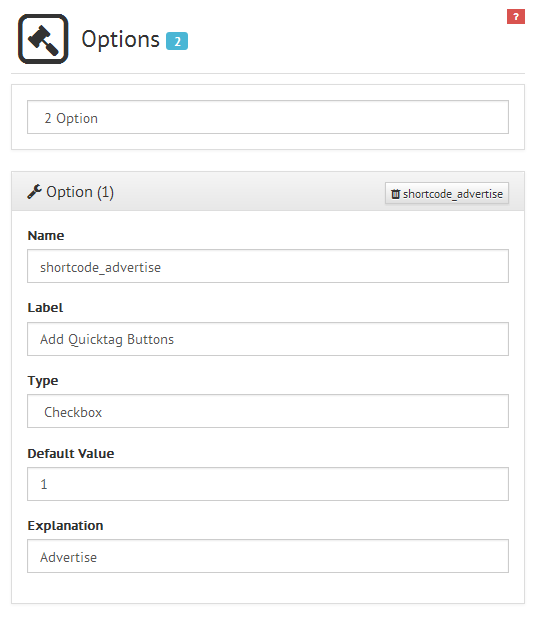 ?
Options 2
2 Option
Option (1) shortcode_advertise
Name
shortcode_advertise
Label
Add Quicktag Buttons
Type
Checkbox
Default Value
1
Explanation
Advertise